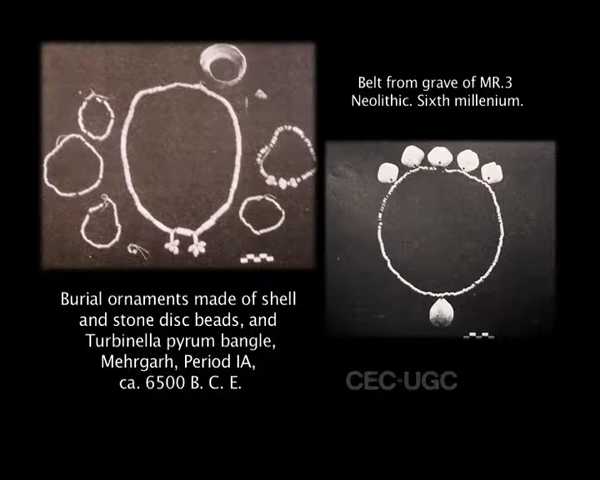 Belt from grave of MR.3
Neolithic. Sixth millenium.
Burial ornaments made of shell
and stone disc beads, and
Turbinella pyrum bangle,
Mehrgarh, Period IA,
ca. 6500 B. C. E.
CEC-UGC